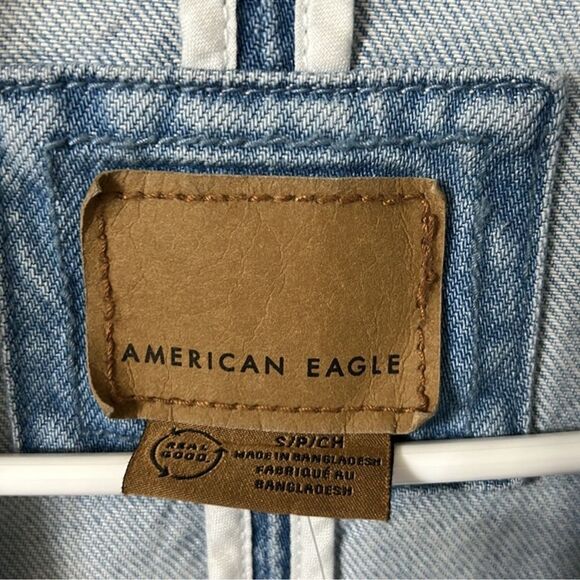 AMERICAN EAGLE
REAL
GOOD.
S/P/CH
MADE IN BANGLADESH
FABRIQUÉ AU
BANGLADESH